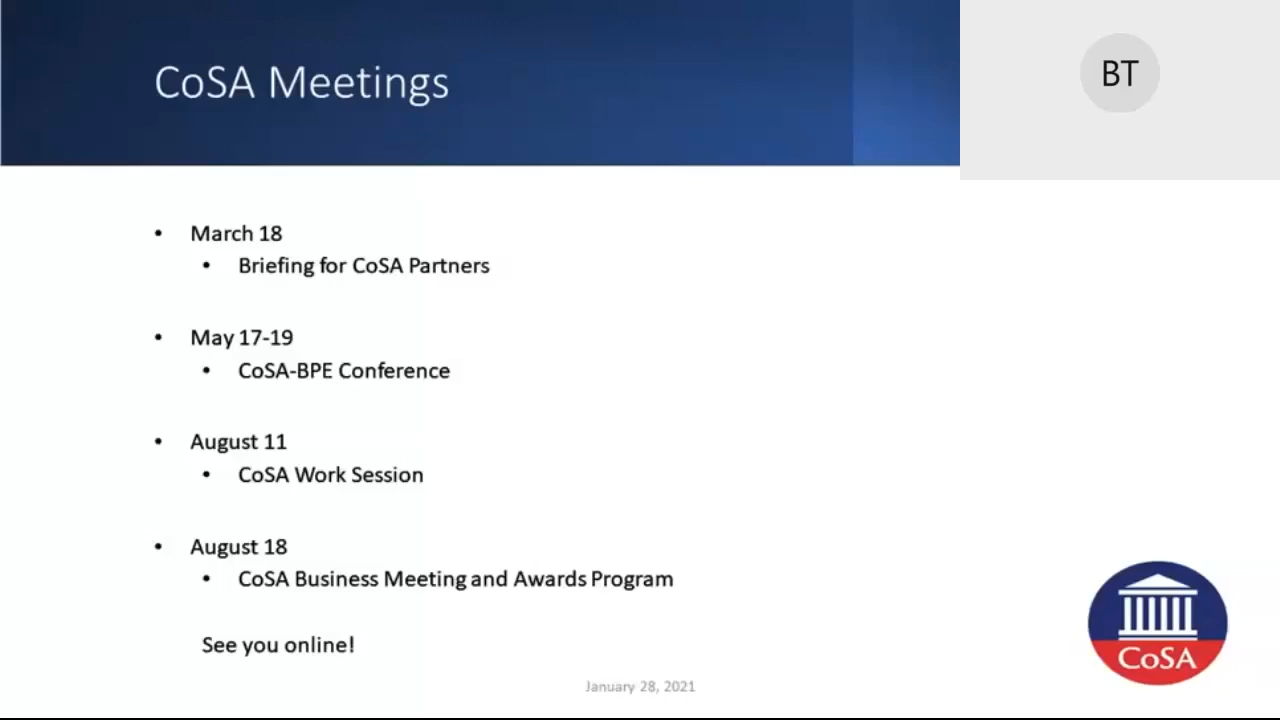 CoSA Meetings
BT
• March 18
• Briefing for CoSA Partners
• May 17-19
• CoSA-BPE Conference
• August 11
• CoSA Work Session
• August 18
• CoSA Business Meeting and Awards Program
See you online!
CoSA
January 28, 2021